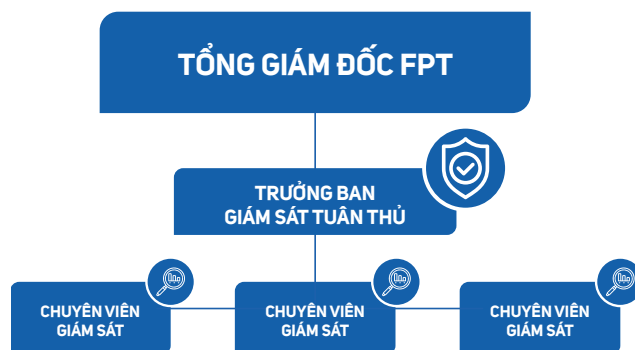 TỔNG GIÁM ĐỐC FPT
TRƯỞNG BAN
GIÁM SÁT TUÂN THỦ
CHUYÊN VIÊN
GIÁM SÁT
CHUYÊN VIÊN
GIÁM SÁT
CHUYÊN VIÊN
GIÁM SÁT